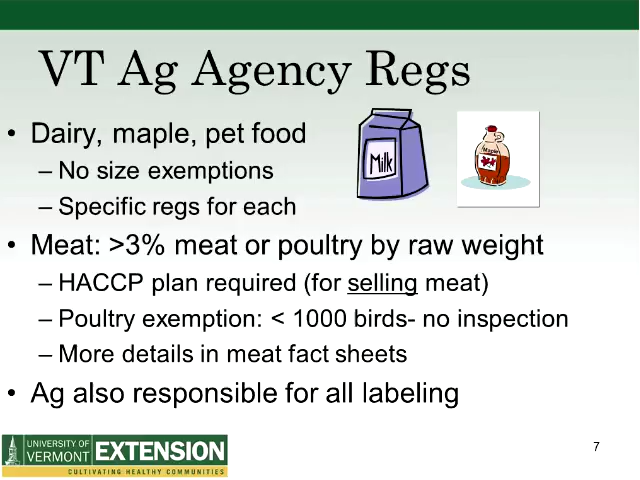 VT Ag Agency Regs
• Dairy, maple, pet food
– No size exemptions
– Specific regs for each
Milk
Maple
• Meat: >3% meat or poultry by raw weight
– HACCP plan required (for selling meat)
– Poultry exemption: < 1000 birds- no inspection
– More details in meat fact sheets
• Ag also responsible for all labeling
UNIVERSITY OF
VERMONT
EXTENSION
CULTIVATING HEALTHY COMMUNITIES
7